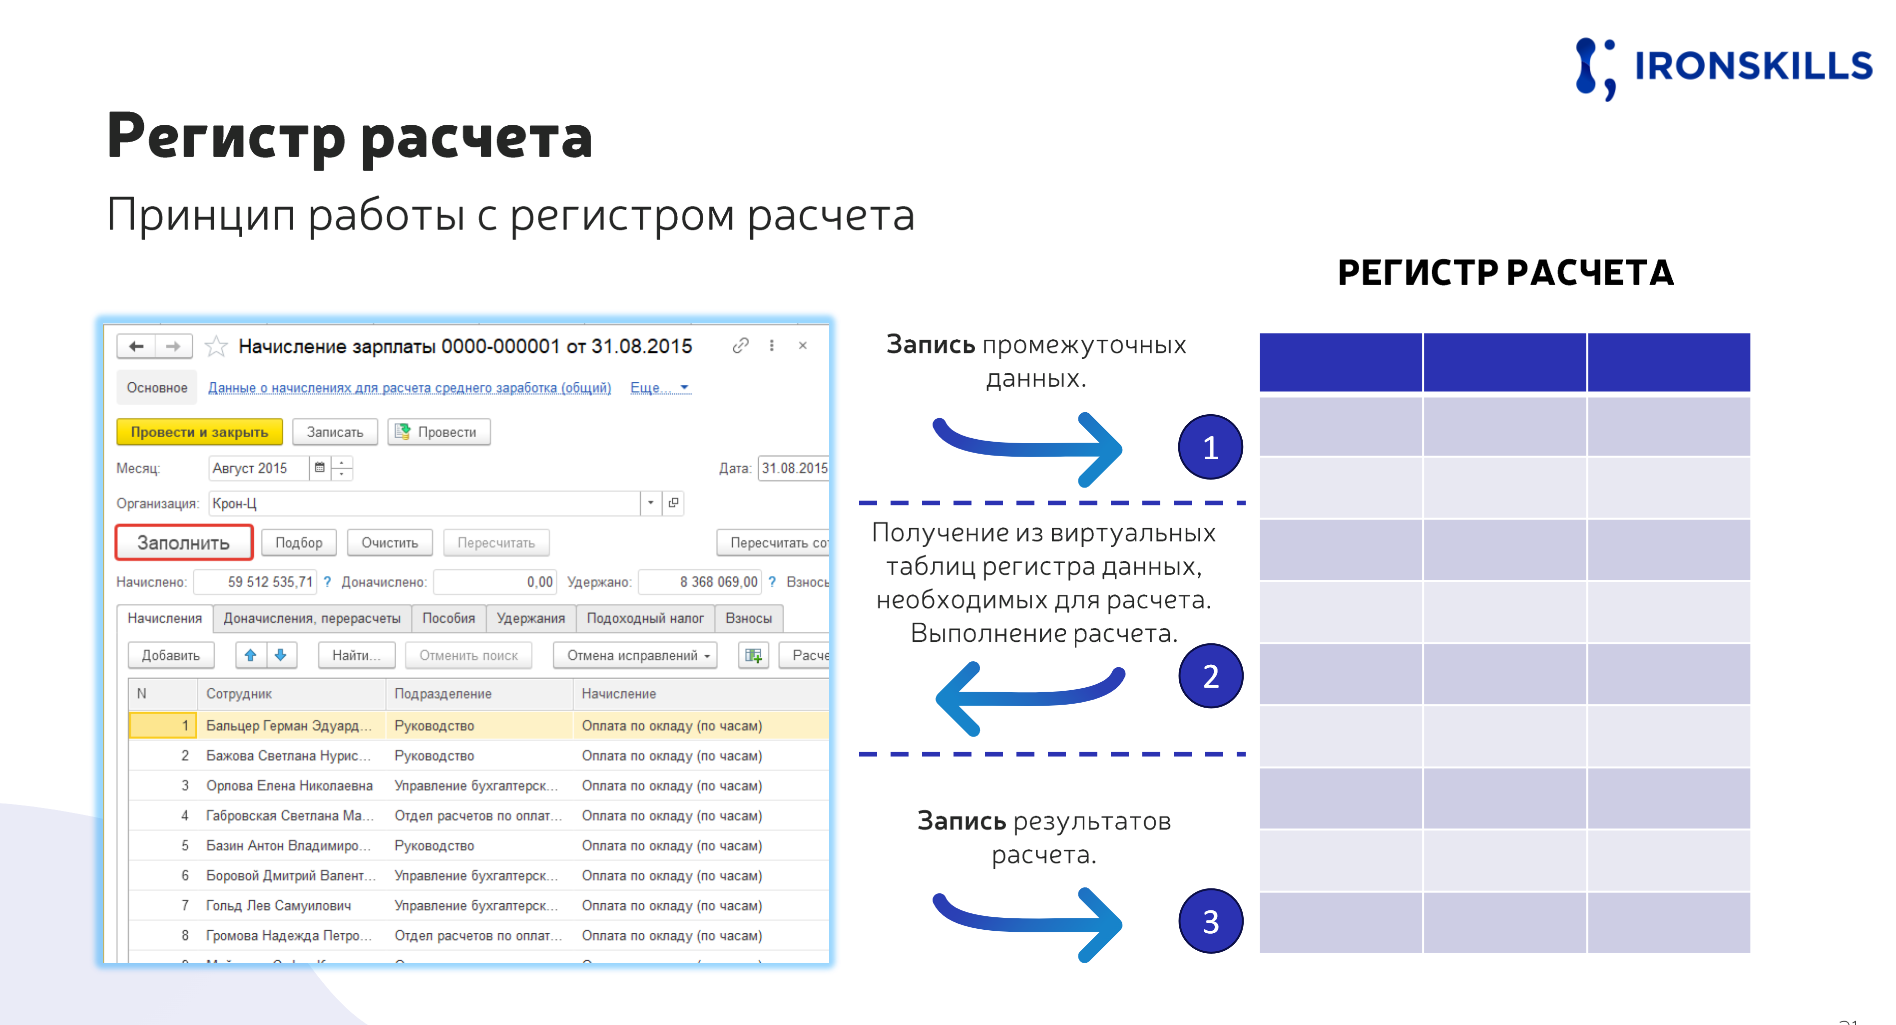 IRONSKILLS
Регистр расчета
Принцип работы с регистром расчета
РЕГИСТР РАСЧЕТА
Начисление зарплаты 0000-000001 от 31.08.2015
Основное Данные о начислениях для расчета среднего заработка (общий) Еще...
Провести и закрыть Записать Провести
Месяц: Август 2015 Дата: 31.08.2015
Организация: Крон-Ц
Заполнить Подбор Очистить Пересчитать Пересчитать
Начислено: 59 512 535,71 ? Доначислено: 0,00 Удержано: 8 368 069,00 ? Взносы
Начисления Доначисления, перерасчеты Пособия Удержания Подоходный налог Взносы
Добавить Найти... Отменить поиск Отмена исправлений
N Сотрудник Подразделение Начисление
1 Бальцер Герман Эдуард... Руководство Оплата по окладу (по часам)
2 Бажова Светлана Нурис... Руководство Оплата по окладу (по часам)
3 Орлова Елена Николаевна Управление бухгалтерск... Оплата по окладу (по часам)
4 Габровская Светлана Ма... Отдел расчетов по оплат... Оплата по окладу (по часам)
5 Базин Антон Владимиро... Руководство Оплата по окладу (по часам)
6 Боровой Дмитрий Валент... Управление бухгалтерск... Оплата по окладу (по часам)
7 Гольд Лев Самуилович Управление бухгалтерск... Оплата по окладу (по часам)
8 Громова Надежда Петро... Отдел расчетов по оплат... Оплата по окладу (по часам)
Запись промежуточных
данных.
1
Получение из виртуальных
таблиц регистра данных,
необходимых для расчета.
Выполнение расчета.
2
Запись результатов
расчета.
3